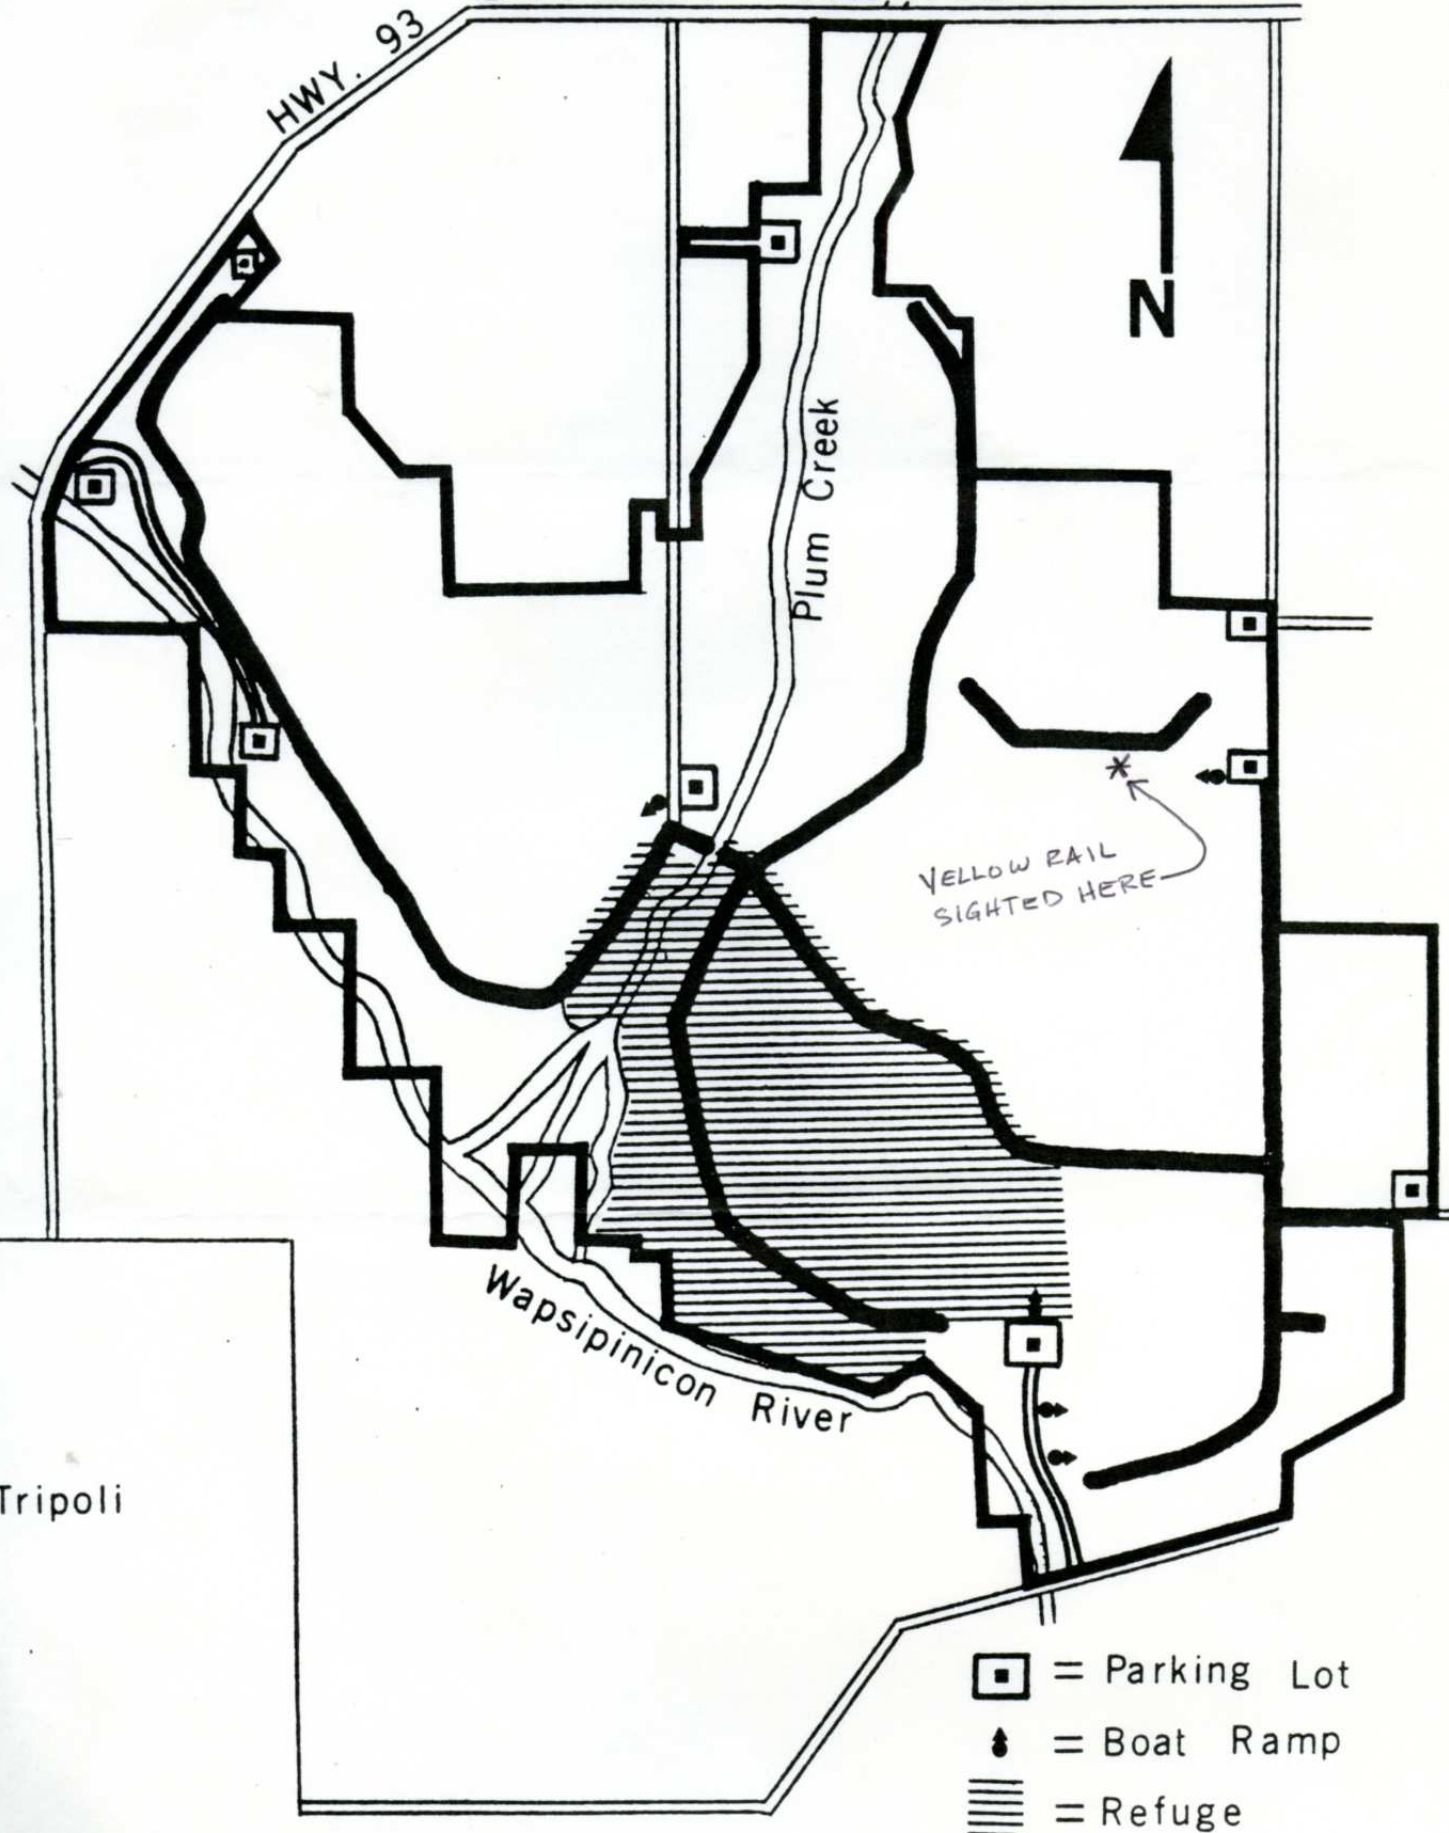 HWY. 93
N
Plum Creek
YELLOW RAIL
SIGHTED HERE
Wapsipinicon River
Tripoli
= Parking Lot
= Boat Ramp
= Refuge